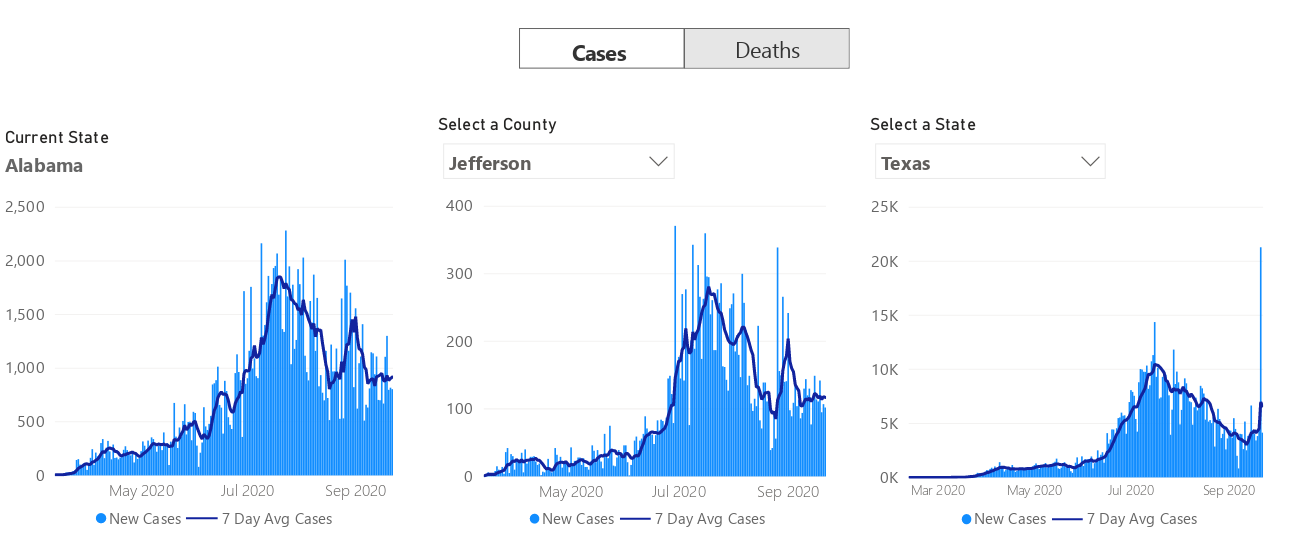 Cases Deaths
Current State
Alabama
2,500
2,000
1,500
1,000
500
0
May 2020 Jul 2020 Sep 2020
New Cases 7 Day Avg Cases
Select a County
Jefferson
400
300
200
100
0
May 2020 Jul 2020 Sep 2020
New Cases 7 Day Avg Cases
Select a State
Texas
25K
20K
15K
10K
5K
0K
Mar 2020 May 2020 Jul 2020 Sep 2020
New Cases 7 Day Avg Cases